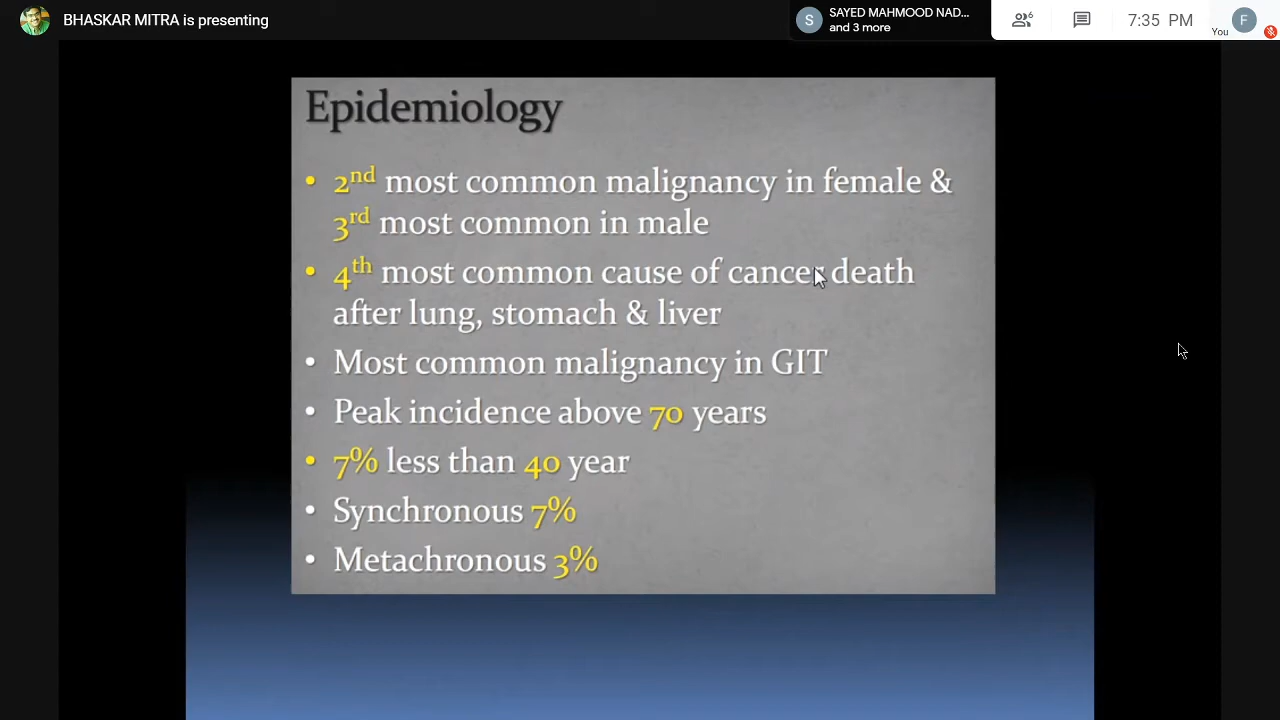 BHASKAR MITRA is presenting
S
SAYED MAHMOOD NAD...
and 3 more
6
7:35 PM
You
F
Epidemiology
• 2nd most common malignancy in female &
3rd most common in male
• 4th most common cause of cancer death
after lung, stomach & liver
• Most common malignancy in GIT
• Peak incidence above 70 years
• 7% less than 40 year
• Synchronous 7%
• Metachronous 3%